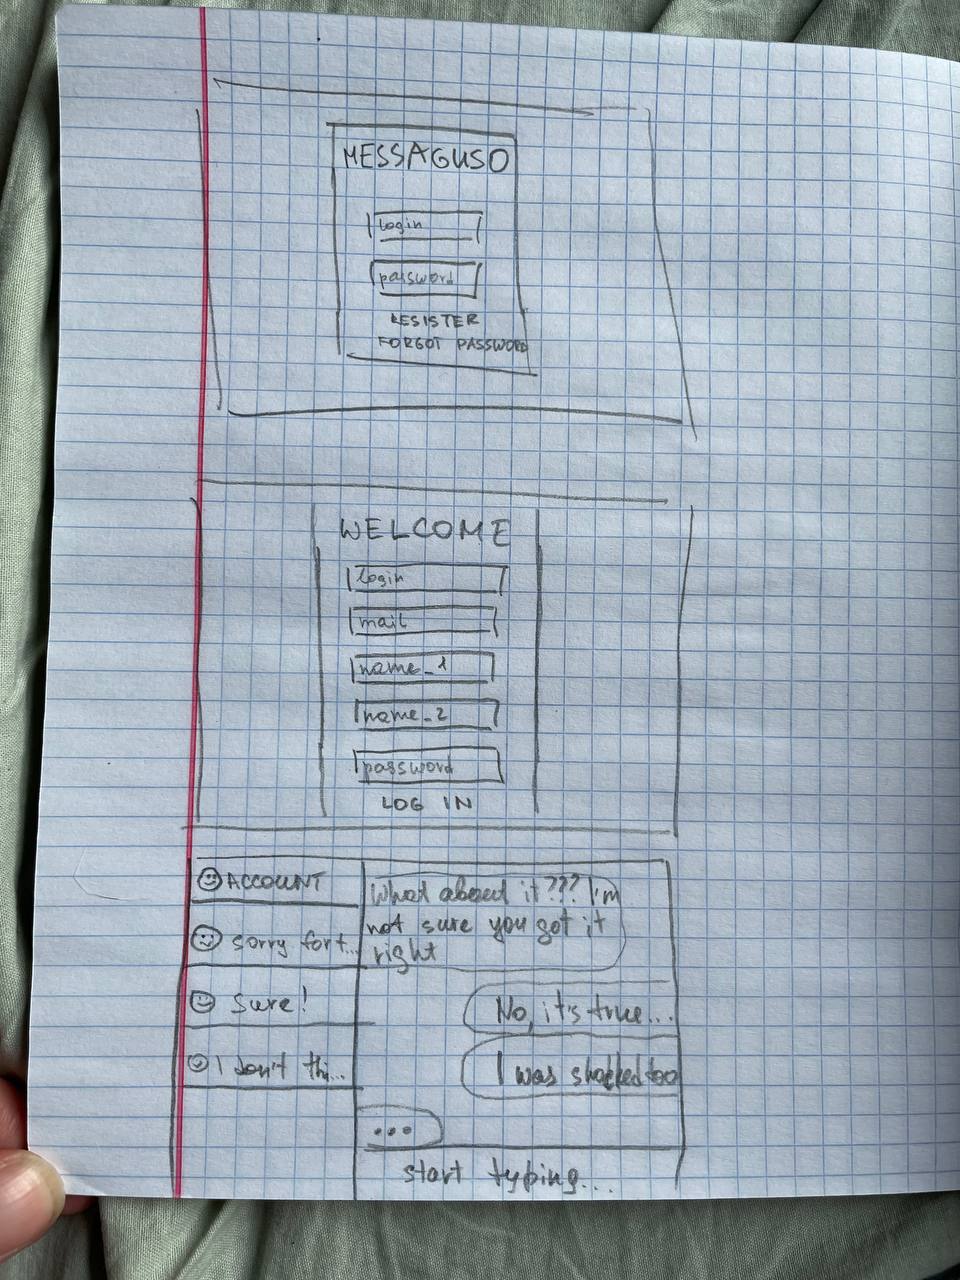 MESSAGUSO
login
password
RESISTER
FORGOT PASSWORD
WELCOME
login
mail
name_1
name_2
password
LOG IN
ACCOUNT
sorry for t...
Sure!
I don't thi...
What about it??? I'm
not sure you got it
right
No, it's true...
I was shocked too
...
start typing...